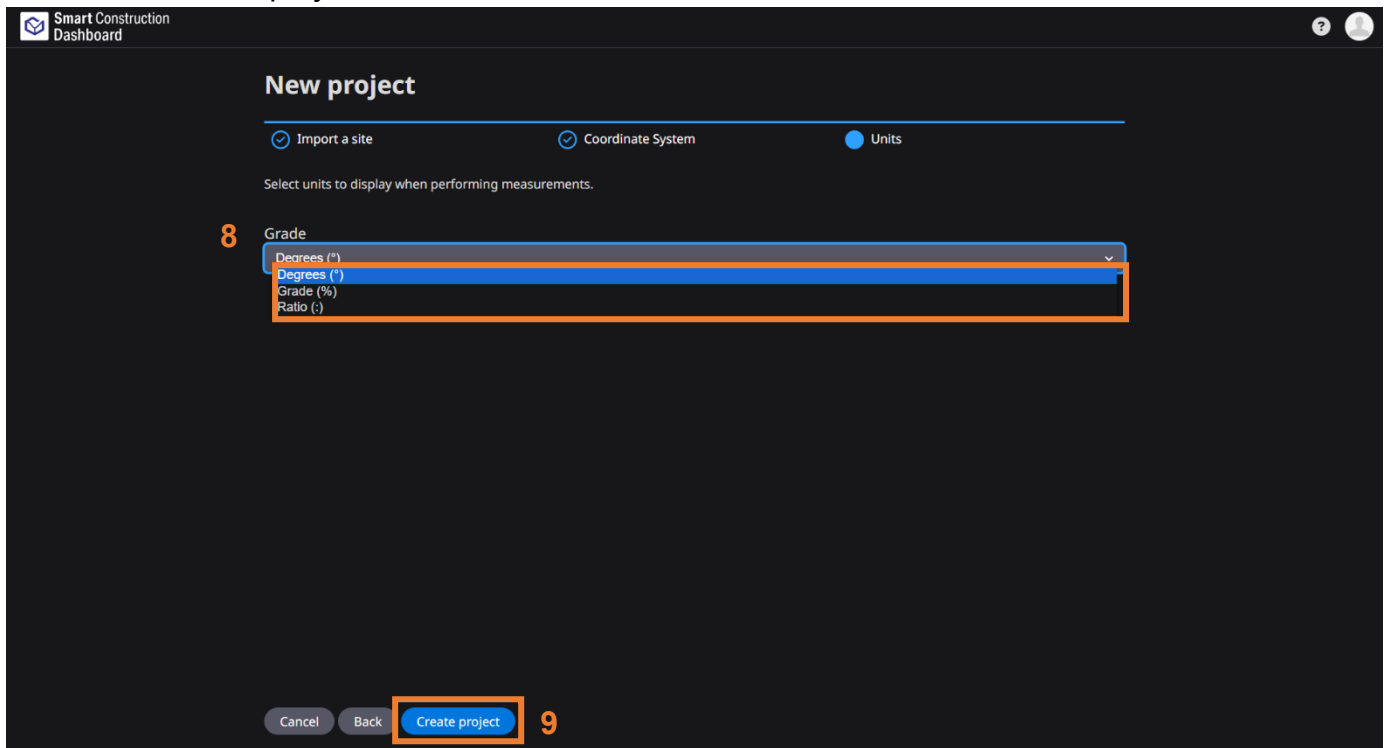 Smart Construction
Dashboard
?
New project
Import a site
Coordinate System
Units
Select units to display when performing measurements.
8
Grade
Degrees (°)
Degrees (°)
Grade (%)
Ratio (:)
Cancel
Back
Create project
9